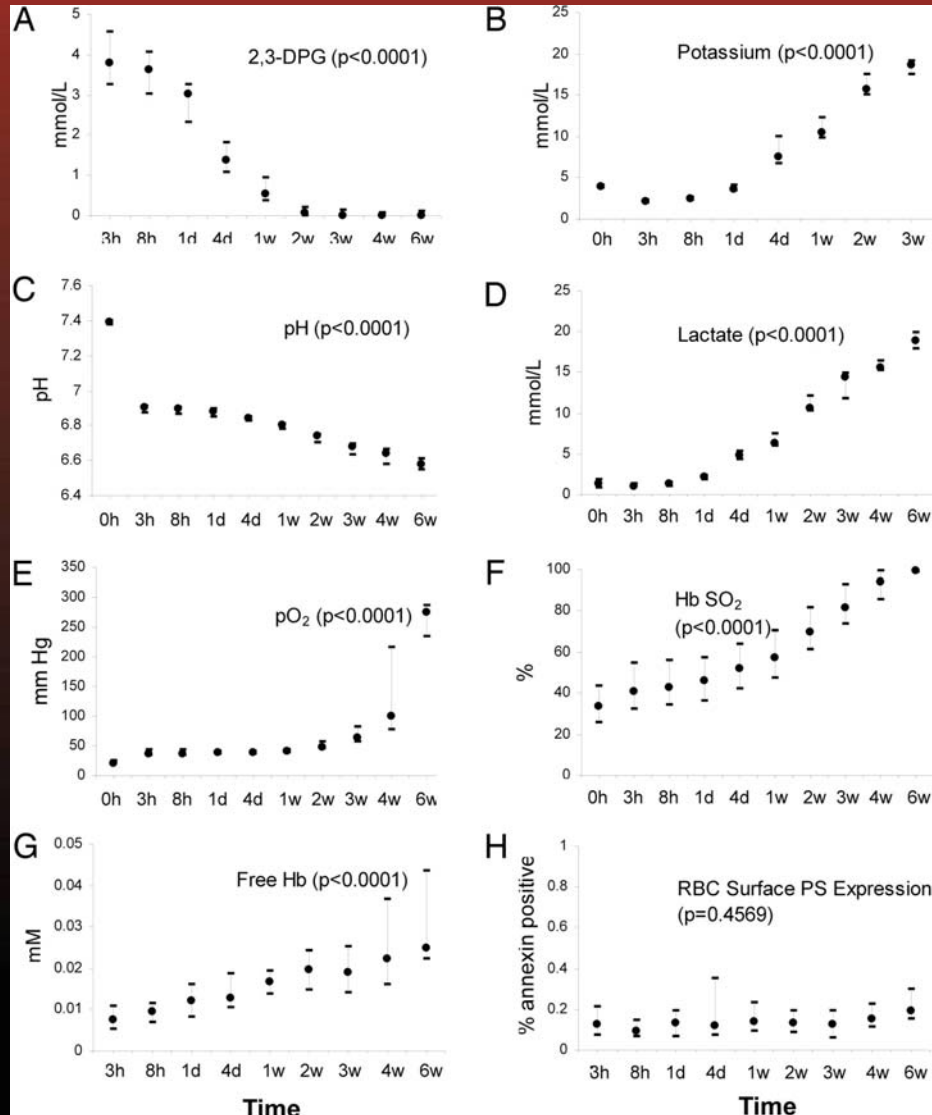 A
2,3-DPG (p<0.0001)
mmol/L
5
4
3
2
1
0
3h 8h 1d 4d 1w 2w 3w 4w 6w
B
Potassium (p<0.0001)
mmol/L
25
20
15
10
5
0
0h 3h 8h 1d 4d 1w 2w 3w
C
pH (p<0.0001)
pH
7.6
7.4
7.2
7
6.8
6.6
6.4
0h 3h 8h 1d 4d 1w 2w 3w 4w 6w
D
Lactate (p<0.0001)
mmol/L
25
20
15
10
5
0
0h 3h 8h 1d 4d 1w 2w 3w 4w 6w
E
pO₂ (p<0.0001)
mm Hg
350
300
250
200
150
100
50
0
0h 3h 8h 1d 4d 1w 2w 3w 4w 6w
F
Hb SO₂
(p<0.0001)
%
100
80
60
40
20
0
0h 3h 8h 1d 4d 1w 2w 3w 4w 6w
G
Free Hb (p<0.0001)
mM
0.05
0.04
0.03
0.02
0.01
0
3h 8h 1d 4d 1w 2w 3w 4w 6w
Time
H
RBC Surface PS Expression
(p=0.4569)
% annexin positive
1
0.8
0.6
0.4
0.2
0
3h 8h 1d 4d 1w 2w 3w 4w 6w
Time